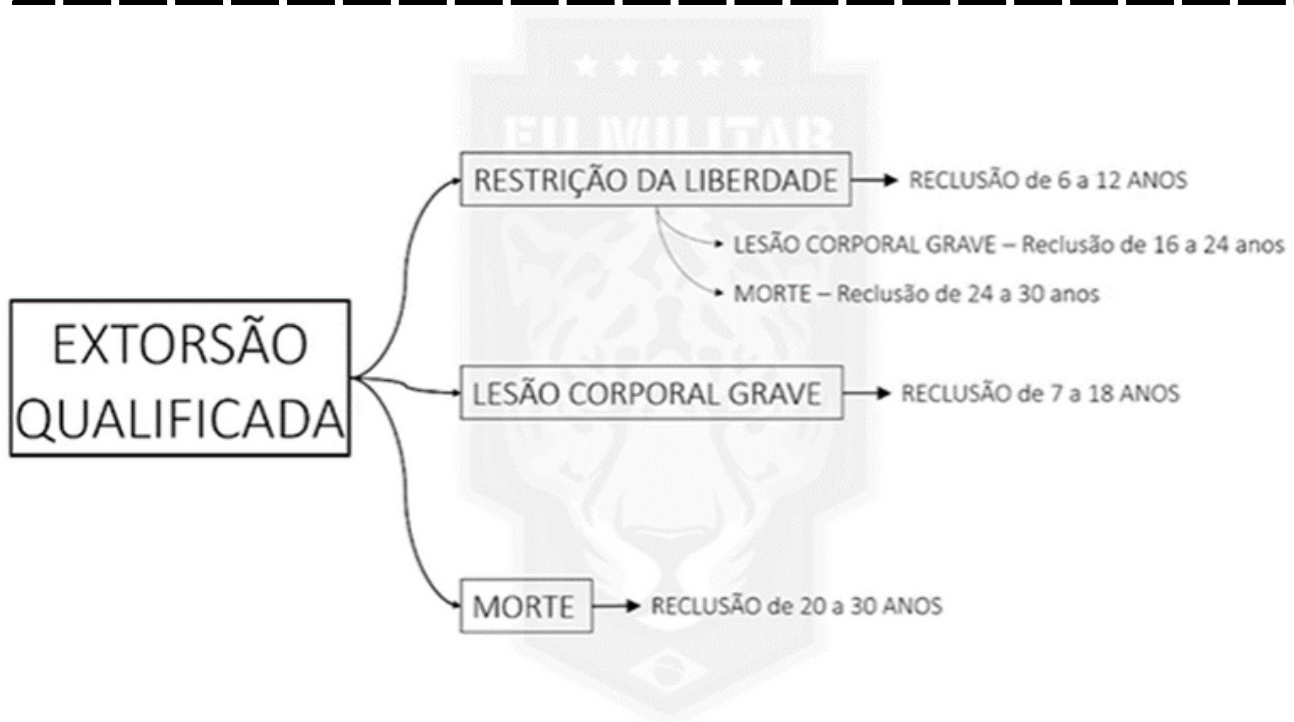 EU MILITAR
RESTRIÇÃO DA LIBERDADE
RECLUSÃO de 6 a 12 ANOS
LESÃO CORPORAL GRAVE – Reclusão de 16 a 24 anos
MORTE – Reclusão de 24 a 30 anos
EXTORSÃO
QUALIFICADA
LESÃO CORPORAL GRAVE
RECLUSÃO de 7 a 18 ANOS
MORTE
RECLUSÃO de 20 a 30 ANOS